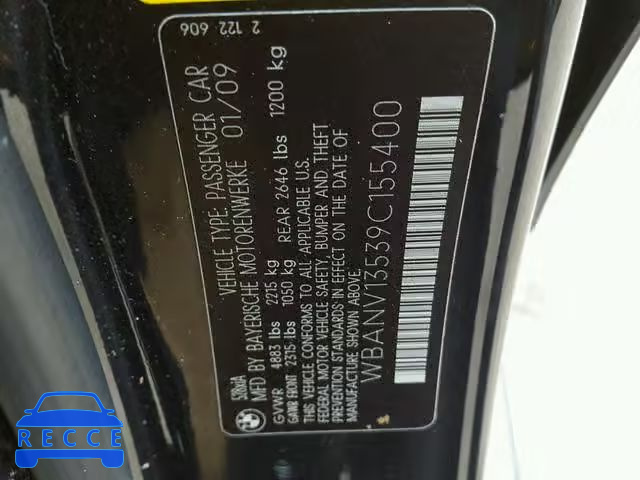 2 122 606
VEHICLE TYPE: PASSENGER CAR
528xiA
MFD BY BAYERISCHE MOTORENWERKE 01/09
GVWR 4883 lbs 2215 kg
GAWR FRONT 2315 lbs 1050 kg REAR 2646 lbs 1200 kg
THIS VEHICLE CONFORMS TO ALL APPLICABLE U.S.
FEDERAL MOTOR VEHICLE SAFETY, BUMPER AND THEFT
PREVENTION STANDARDS IN EFFECT ON THE DATE OF
MANUFACTURE SHOWN ABOVE.
WBANV13539C155400
RECCE